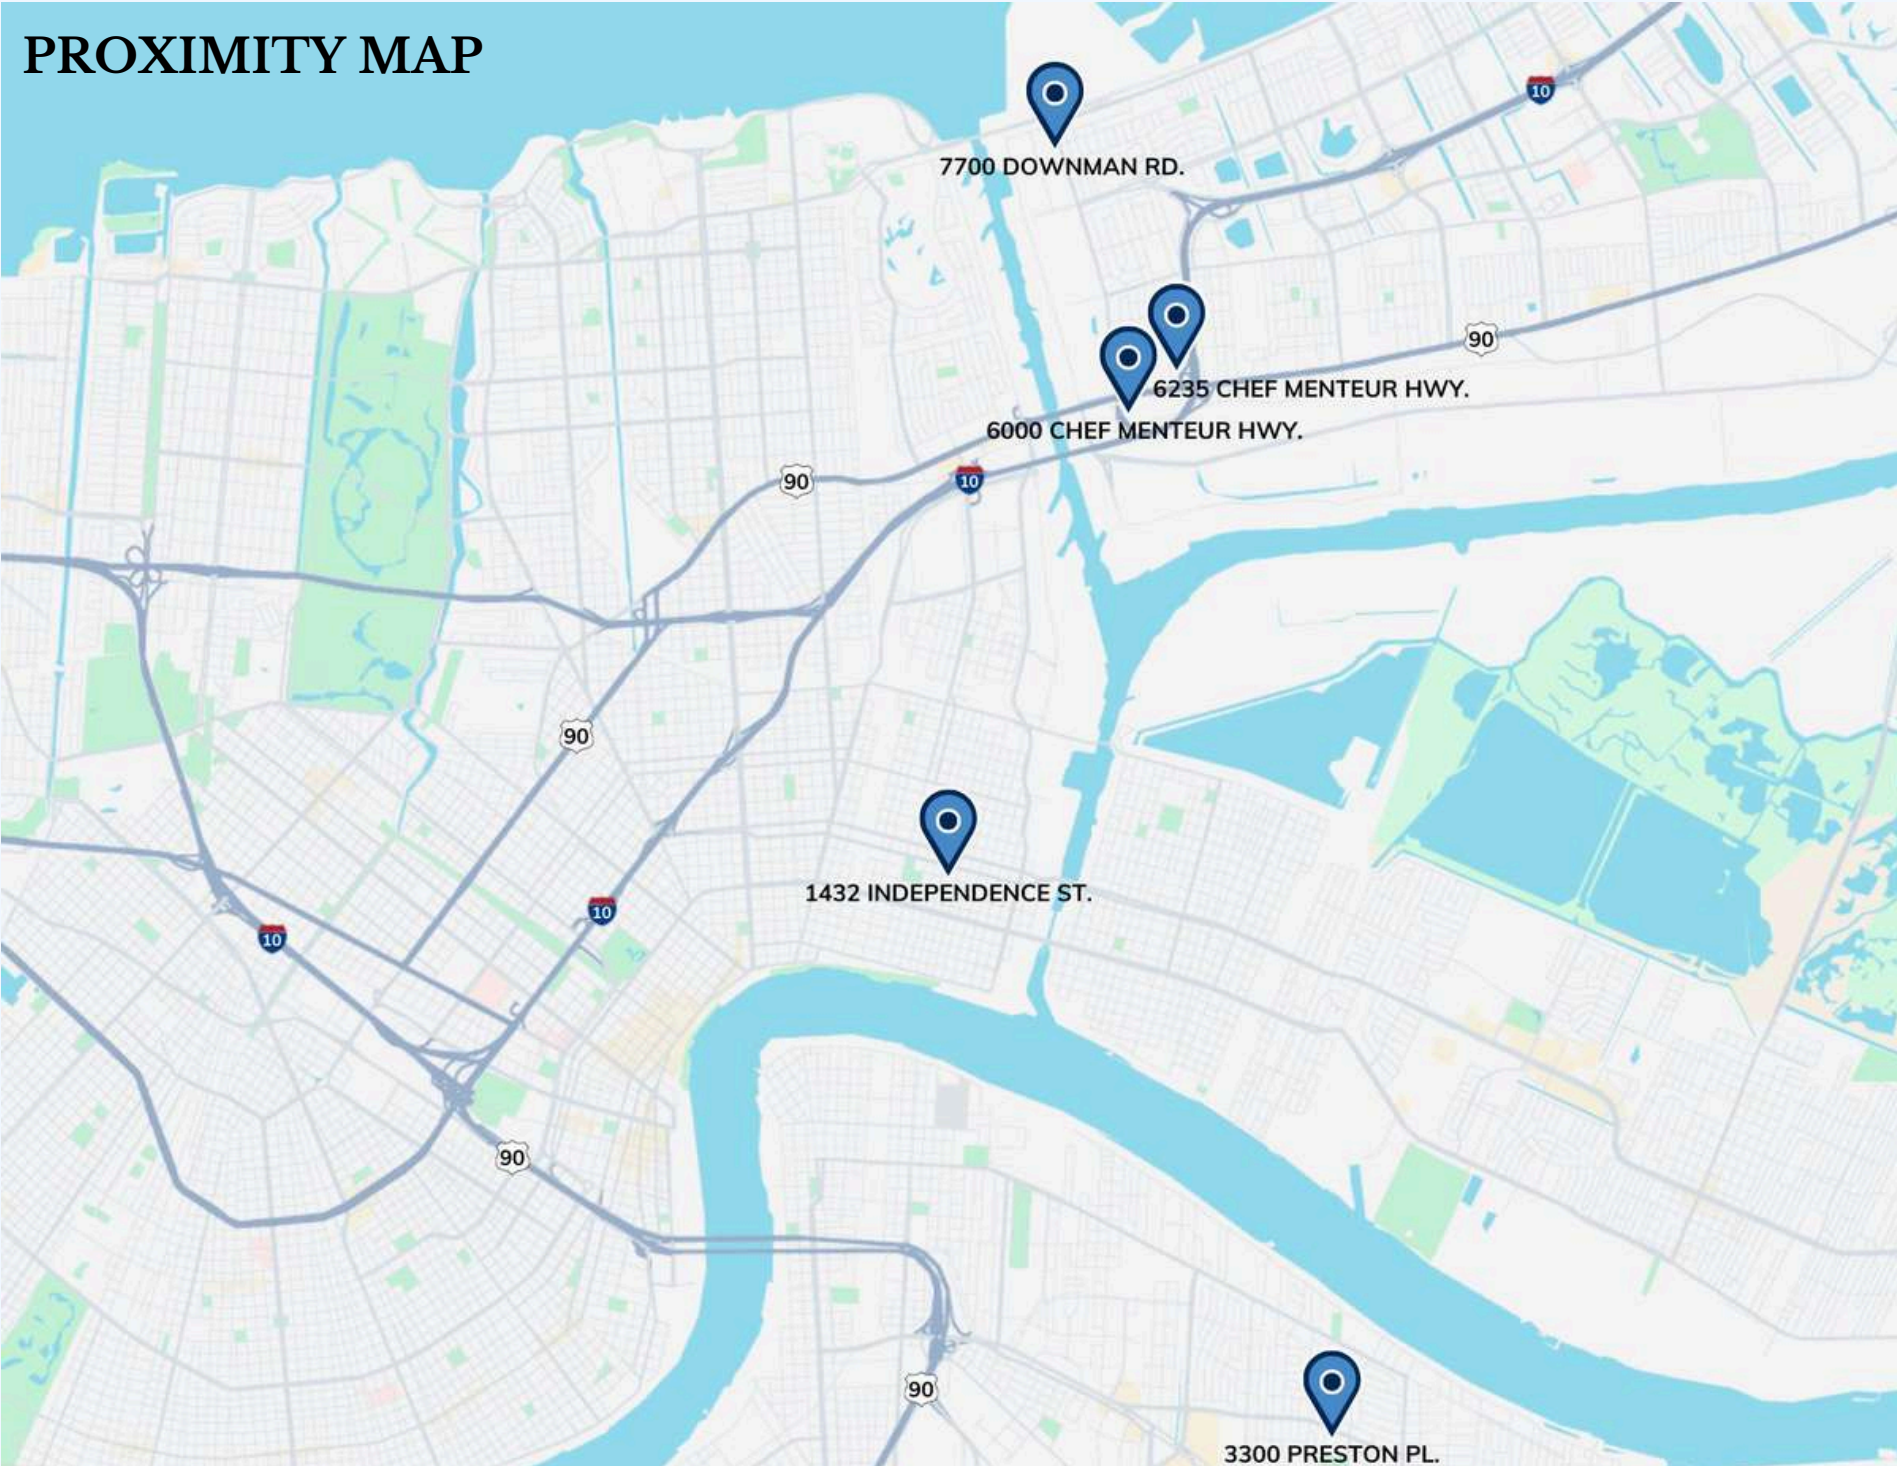 PROXIMITY MAP
10
7700 DOWNMAN RD.
90
6235 CHEF MENTEUR HWY.
6000 CHEF MENTEUR HWY.
90
10
90
1432 INDEPENDENCE ST.
10
10
90
90
3300 PRESTON PL.